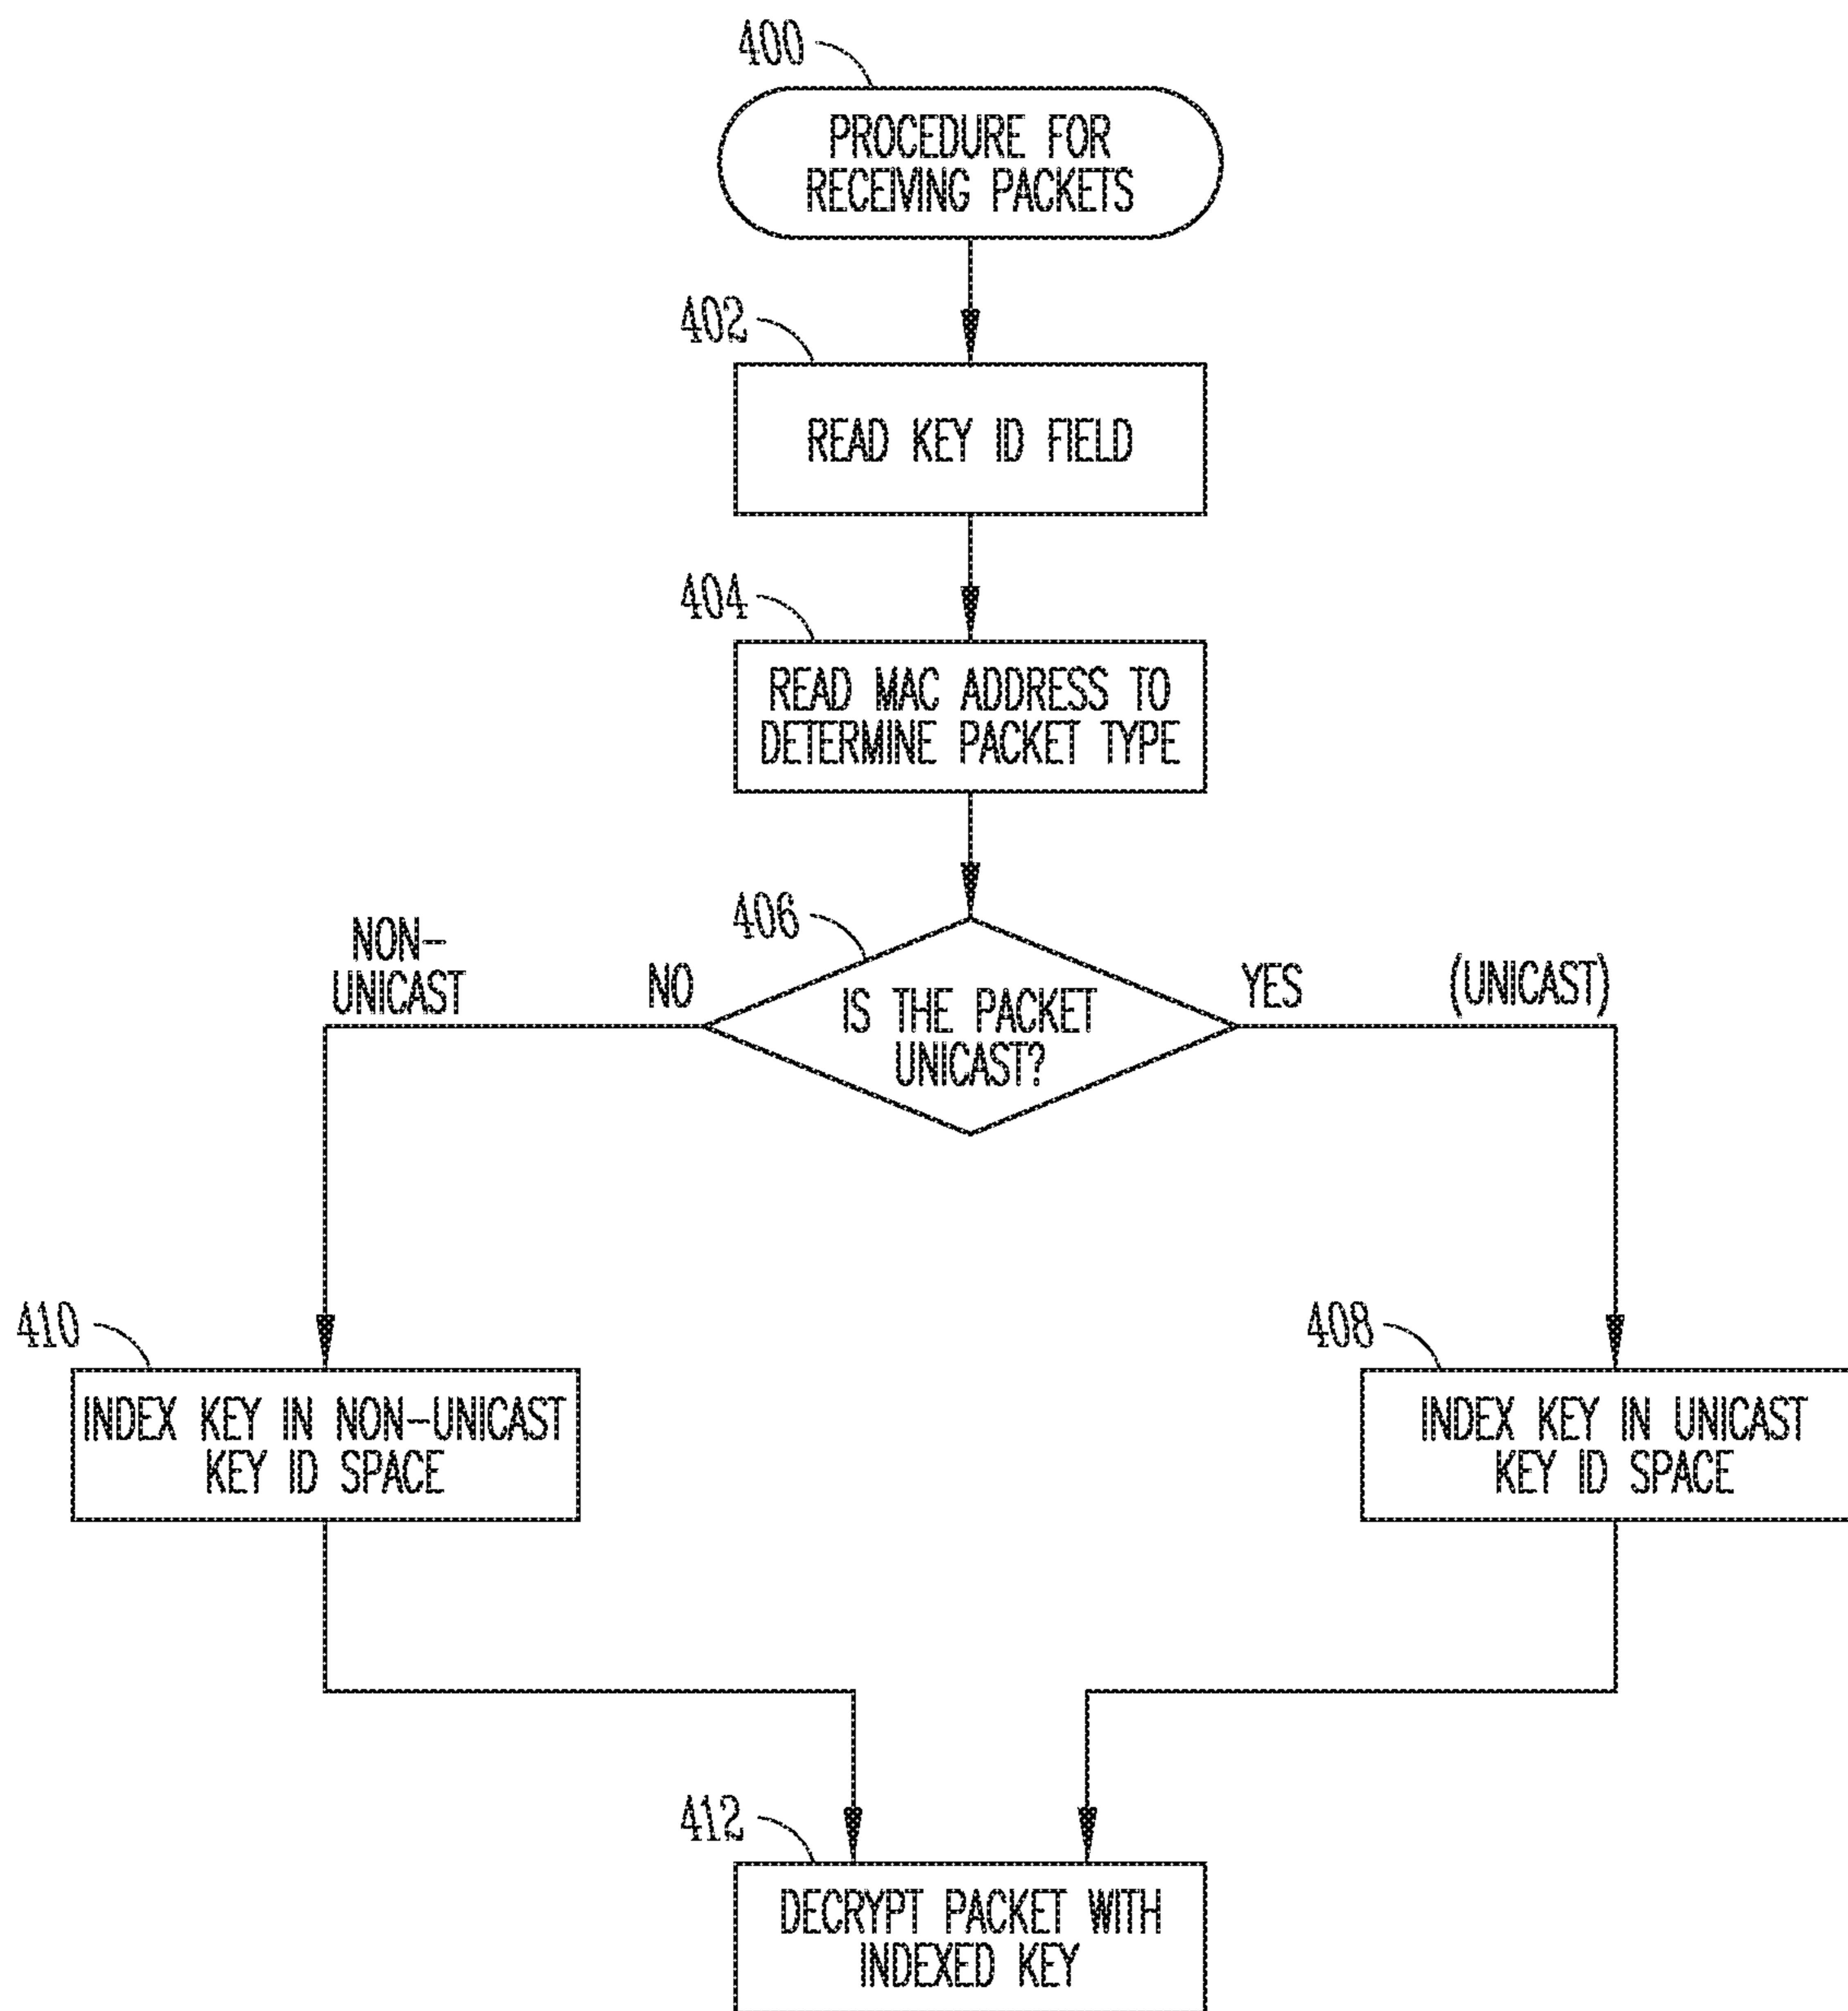 400
PROCEDURE FOR
RECEIVING PACKETS
402
READ KEY ID FIELD
404
READ MAC ADDRESS TO
DETERMINE PACKET TYPE
406
NON-
UNICAST
NO
IS THE PACKET
UNICAST?
YES
(UNICAST)
410
INDEX KEY IN NON-UNICAST
KEY ID SPACE
408
INDEX KEY IN UNICAST
KEY ID SPACE
412
DECRYPT PACKET WITH
INDEXED KEY